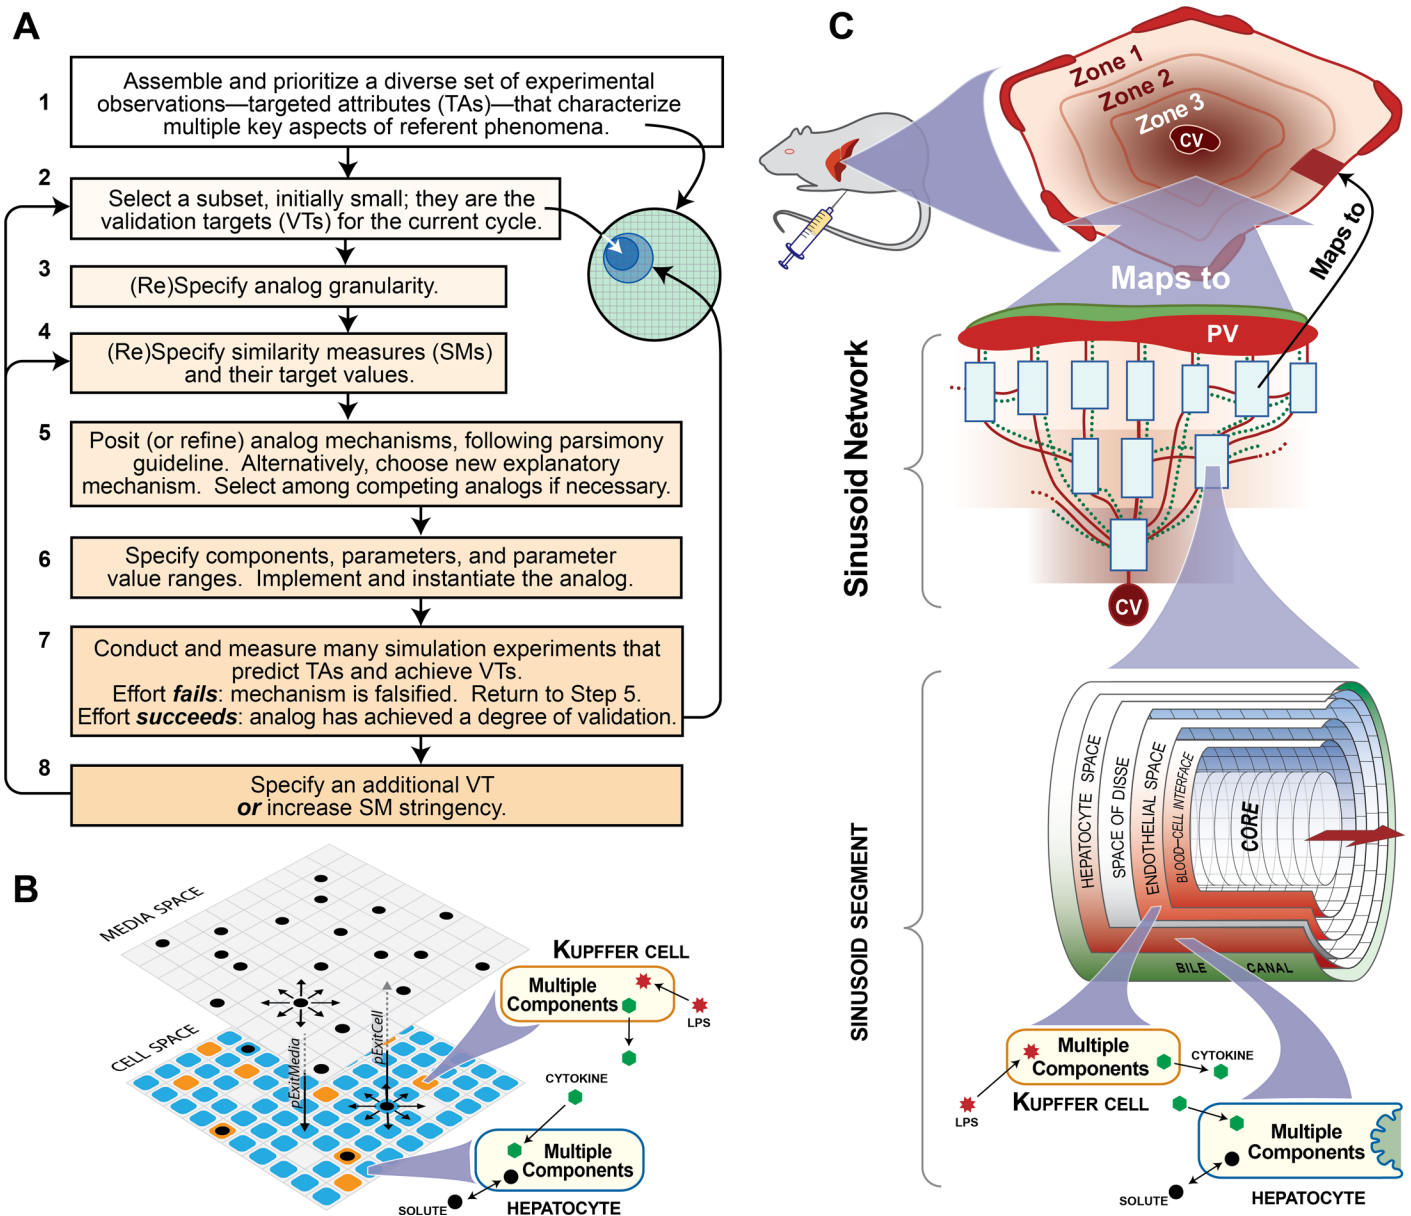 A
1
Assemble and prioritize a diverse set of experimental
observations—targeted attributes (TAs)—that characterize
multiple key aspects of referent phenomena.
2
Select a subset, initially small; they are the
validation targets (VTs) for the current cycle.
3
(Re)Specify analog granularity.
4
(Re)Specify similarity measures (SMs)
and their target values.
5
Posit (or refine) analog mechanisms, following parsimony
guideline. Alternatively, choose new explanatory
mechanism. Select among competing analogs if necessary.
6
Specify components, parameters, and parameter
value ranges. Implement and instantiate the analog.
7
Conduct and measure many simulation experiments that
predict TAs and achieve VTs.
Effort fails: mechanism is falsified. Return to Step 5.
Effort succeeds: analog has achieved a degree of validation.
8
Specify an additional VT
or increase SM stringency.
B
MEDIA SPACE
CELL SPACE
pExitMedia
pExitCell
KUPFFER CELL
Multiple
Components
LPS
CYTOKINE
Multiple
Components
SOLUTE
HEPATOCYTE
C
Zone 1
Zone 2
Zone 3
CV
Maps to
Maps to
PV
Sinusoid Network
CV
SINUSOID SEGMENT
HEPATOCYTE SPACE
SPACE OF DISSE
ENDOTHELIAL SPACE
BLOOD–CELL INTERFACE
CORE
BILE CANAL
Multiple
Components
CYTOKINE
KUPFFER CELL
LPS
Multiple
Components
SOLUTE
HEPATOCYTE